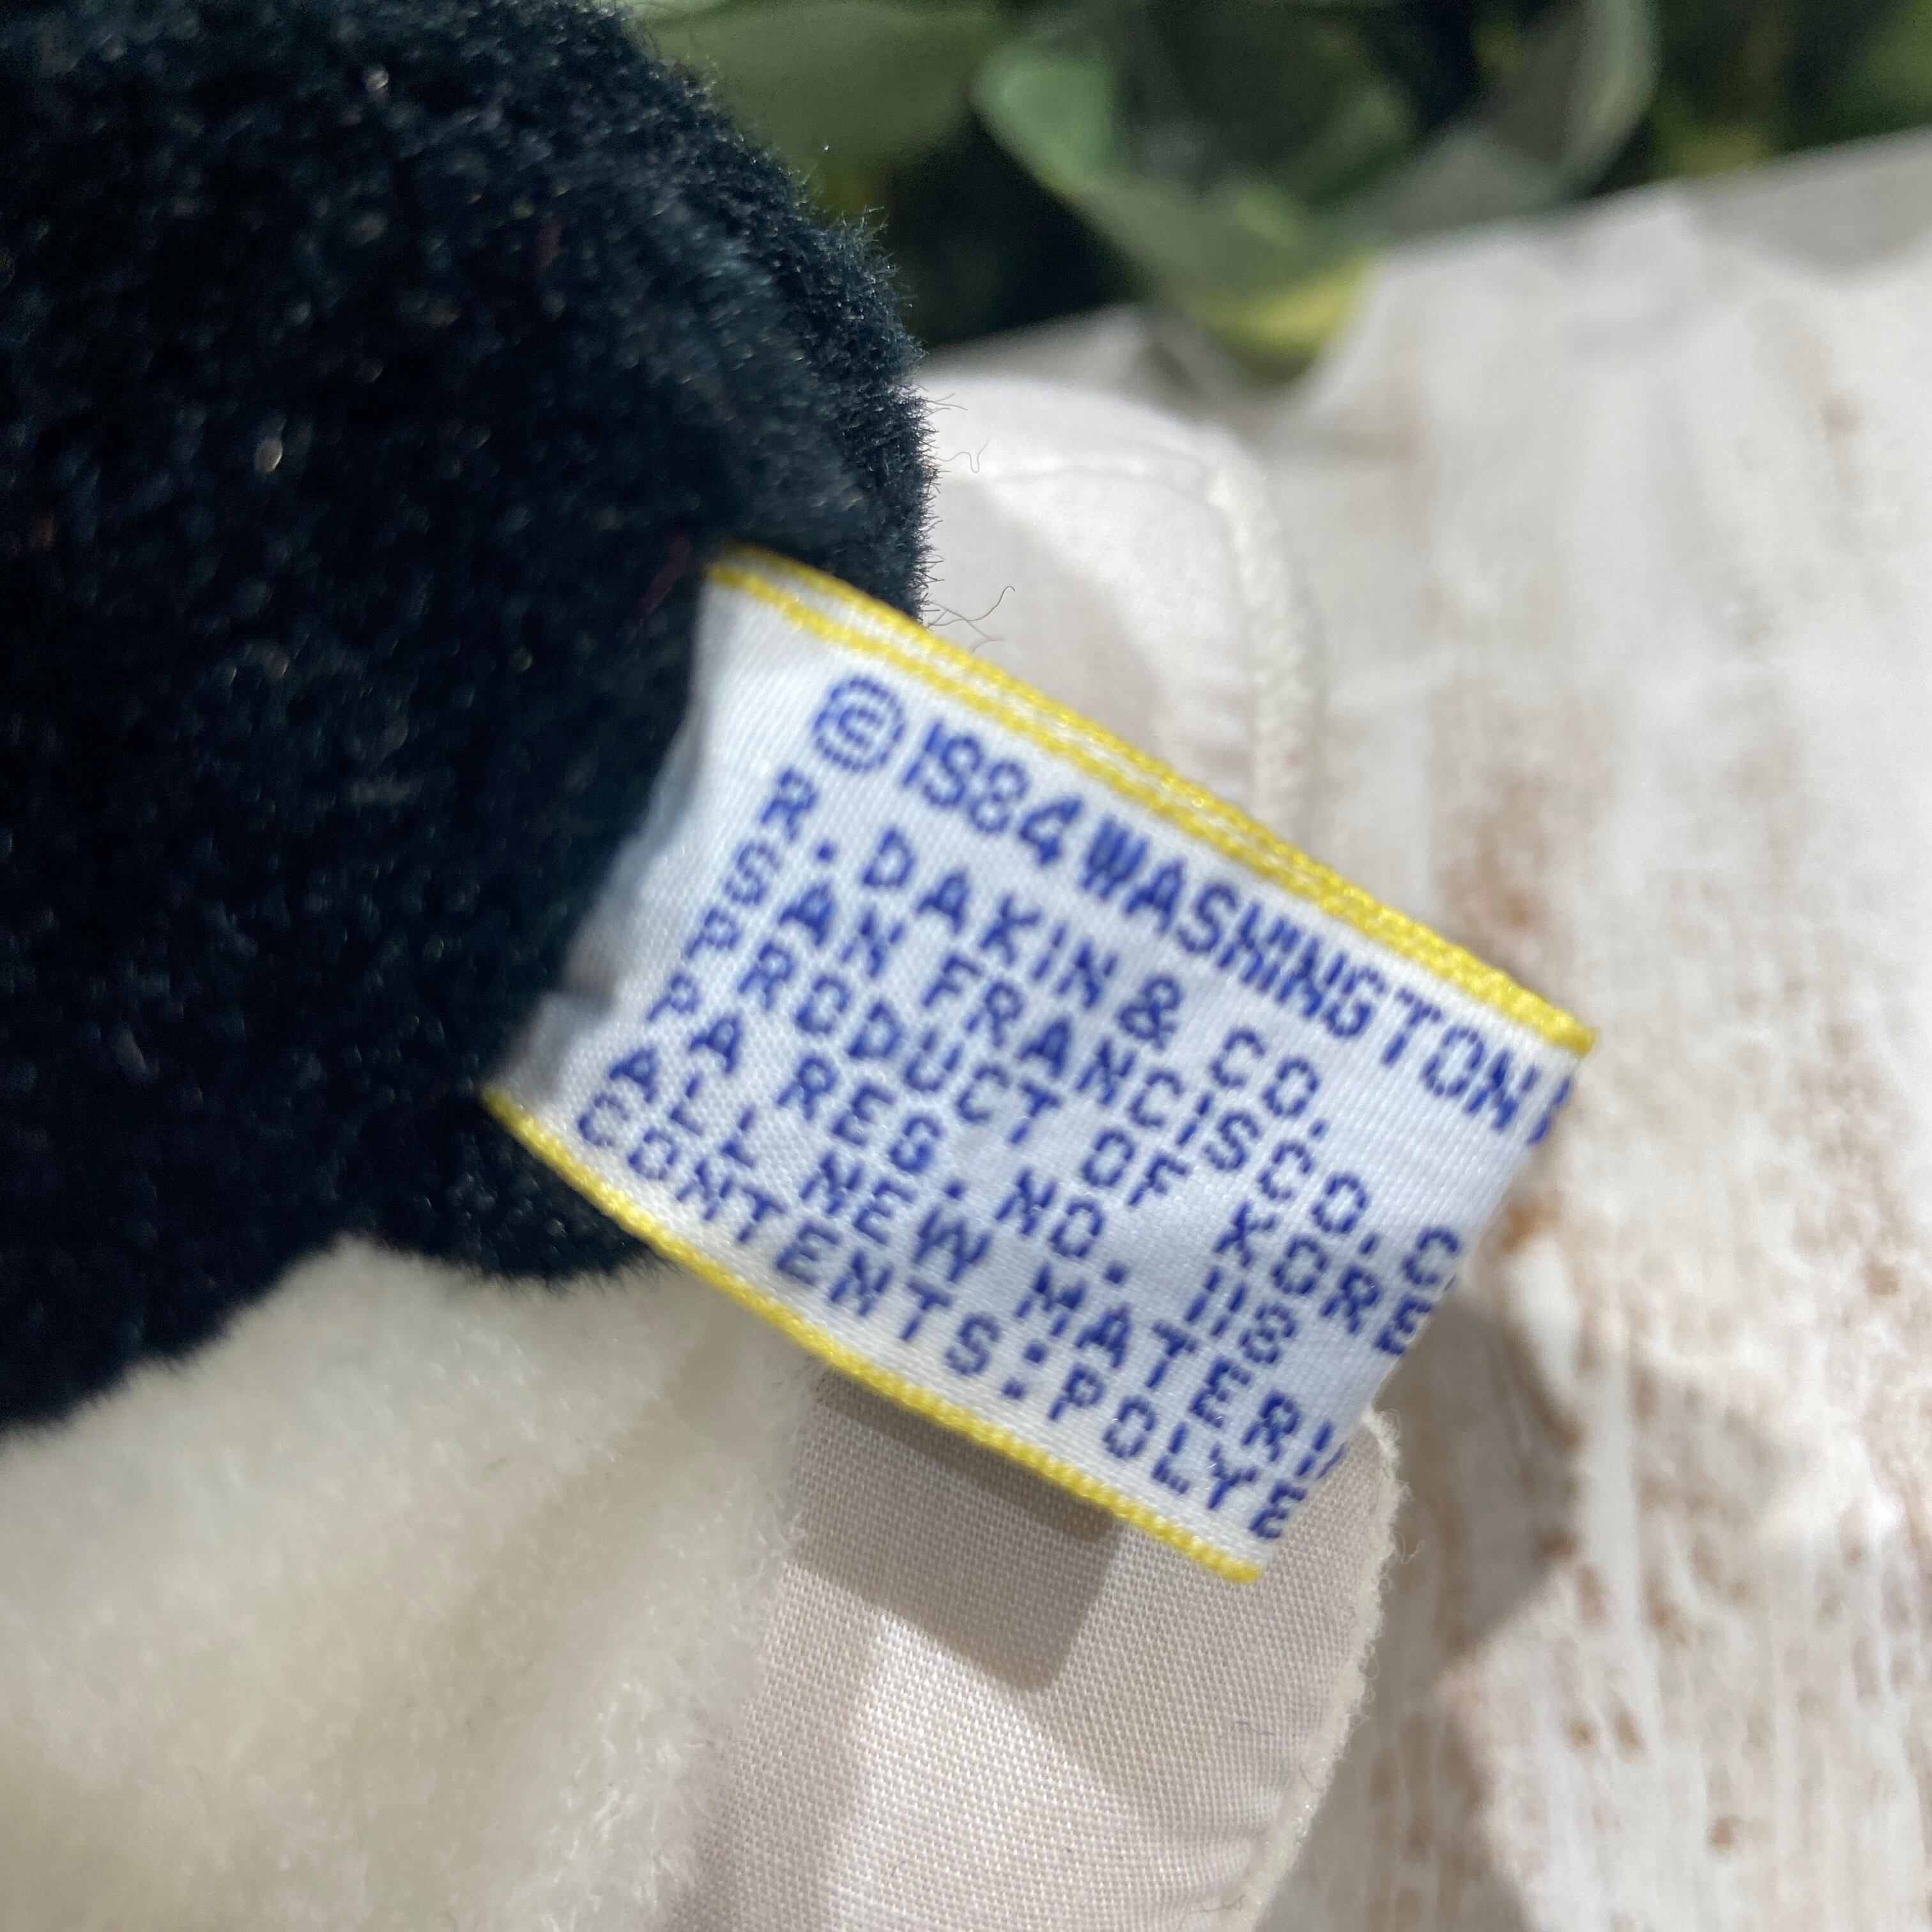 © 1984 WASHINGTON
R. DAKIN & CO.
SAN FRANCISCO. C
PRODUCT OF KORE
PA REG. NO. 118
ALL NEW MATERI
CONTENTS: POLYE